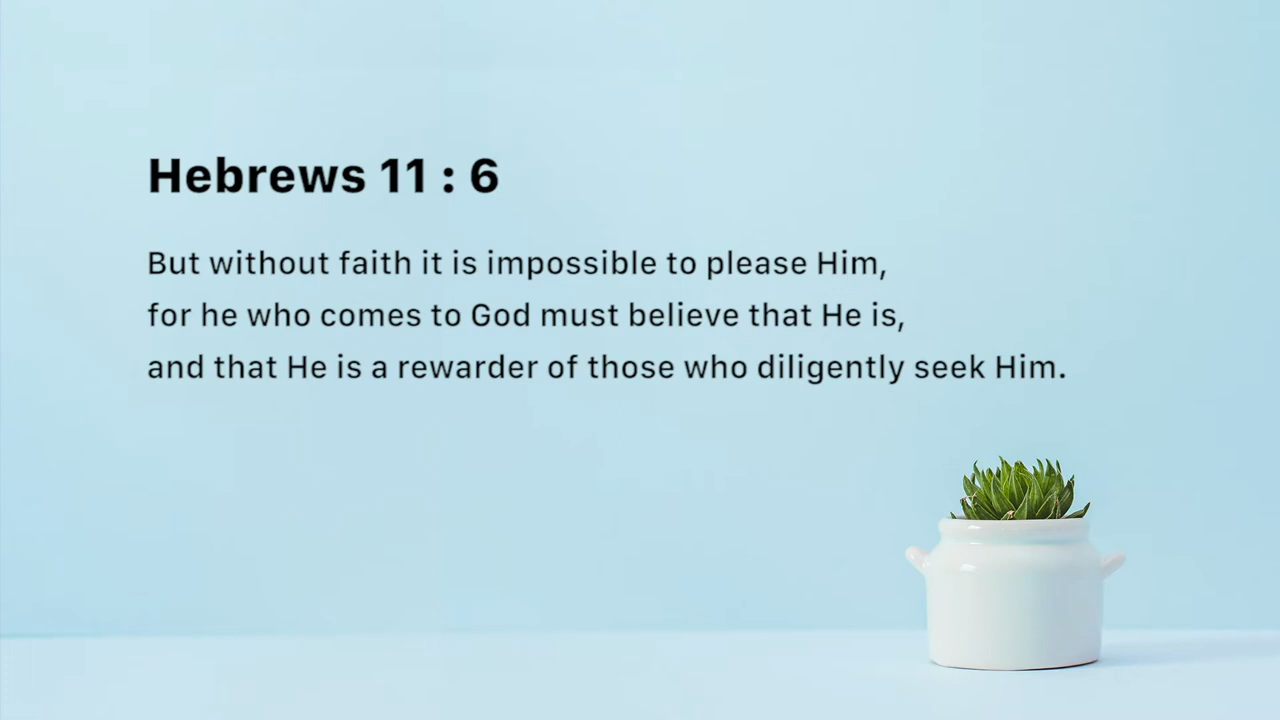 Hebrews 11 : 6
But without faith it is impossible to please Him,
for he who comes to God must believe that He is,
and that He is a rewarder of those who diligently seek Him.